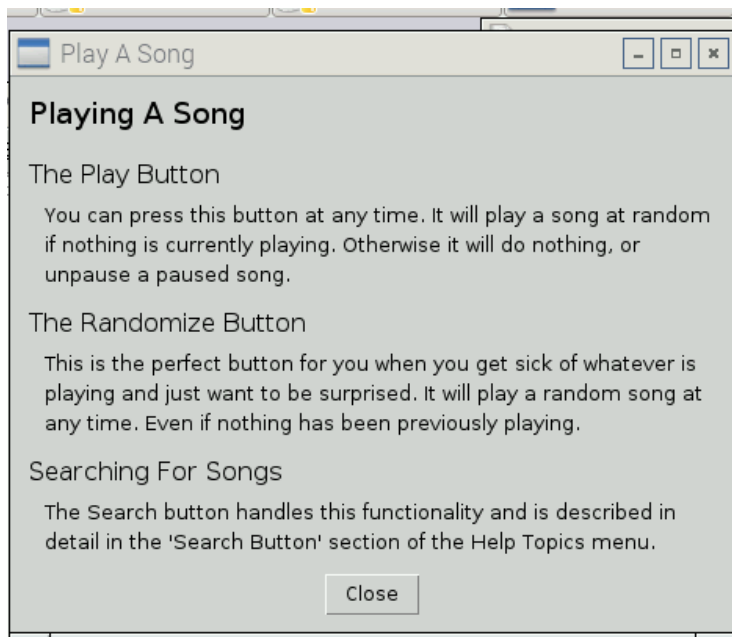 Play A Song
Playing A Song
The Play Button
You can press this button at any time. It will play a song at random
if nothing is currently playing. Otherwise it will do nothing, or
unpause a paused song.
The Randomize Button
This is the perfect button for you when you get sick of whatever is
playing and just want to be surprised. It will play a random song at
any time. Even if nothing has been previously playing.
Searching For Songs
The Search button handles this functionality and is described in
detail in the 'Search Button' section of the Help Topics menu.
Close